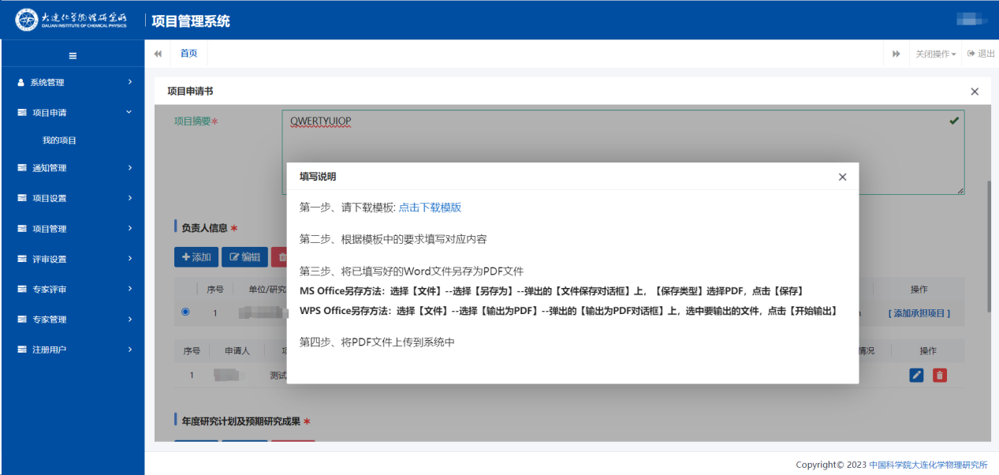 大连化学物理研究所
DALIAN INSTITUTE OF CHEMICAL PHYSICS
项目管理系统
首页
关闭操作
退出
系统管理
项目申请
我的项目
通知管理
项目设置
项目管理
评审设置
专家评审
专家管理
注册用户
项目申请书
项目摘要*
QWERTYUIOP
填写说明
第一步、请下载模板: 点击下载模版
第二步、根据模板中的要求填写对应内容
第三步、将已填写好的Word文件另存为PDF文件
MS Office另存方法：选择【文件】--选择【另存为】--弹出的【文件保存对话框】上，【保存类型】选择PDF，点击【保存】
WPS Office另存方法：选择【文件】--选择【输出为PDF】--弹出的【输出为PDF对话框】上，选中要输出的文件，点击【开始输出】
第四步、将PDF文件上传到系统中
负责人信息 *
添加 编辑
序号 单位/研究 操作
1 [ 添加承担项目 ]
序号 申请人 情况 操作
1 测试
年度研究计划及预期研究成果 *
Copyright© 2023 中国科学院大连化学物理研究所